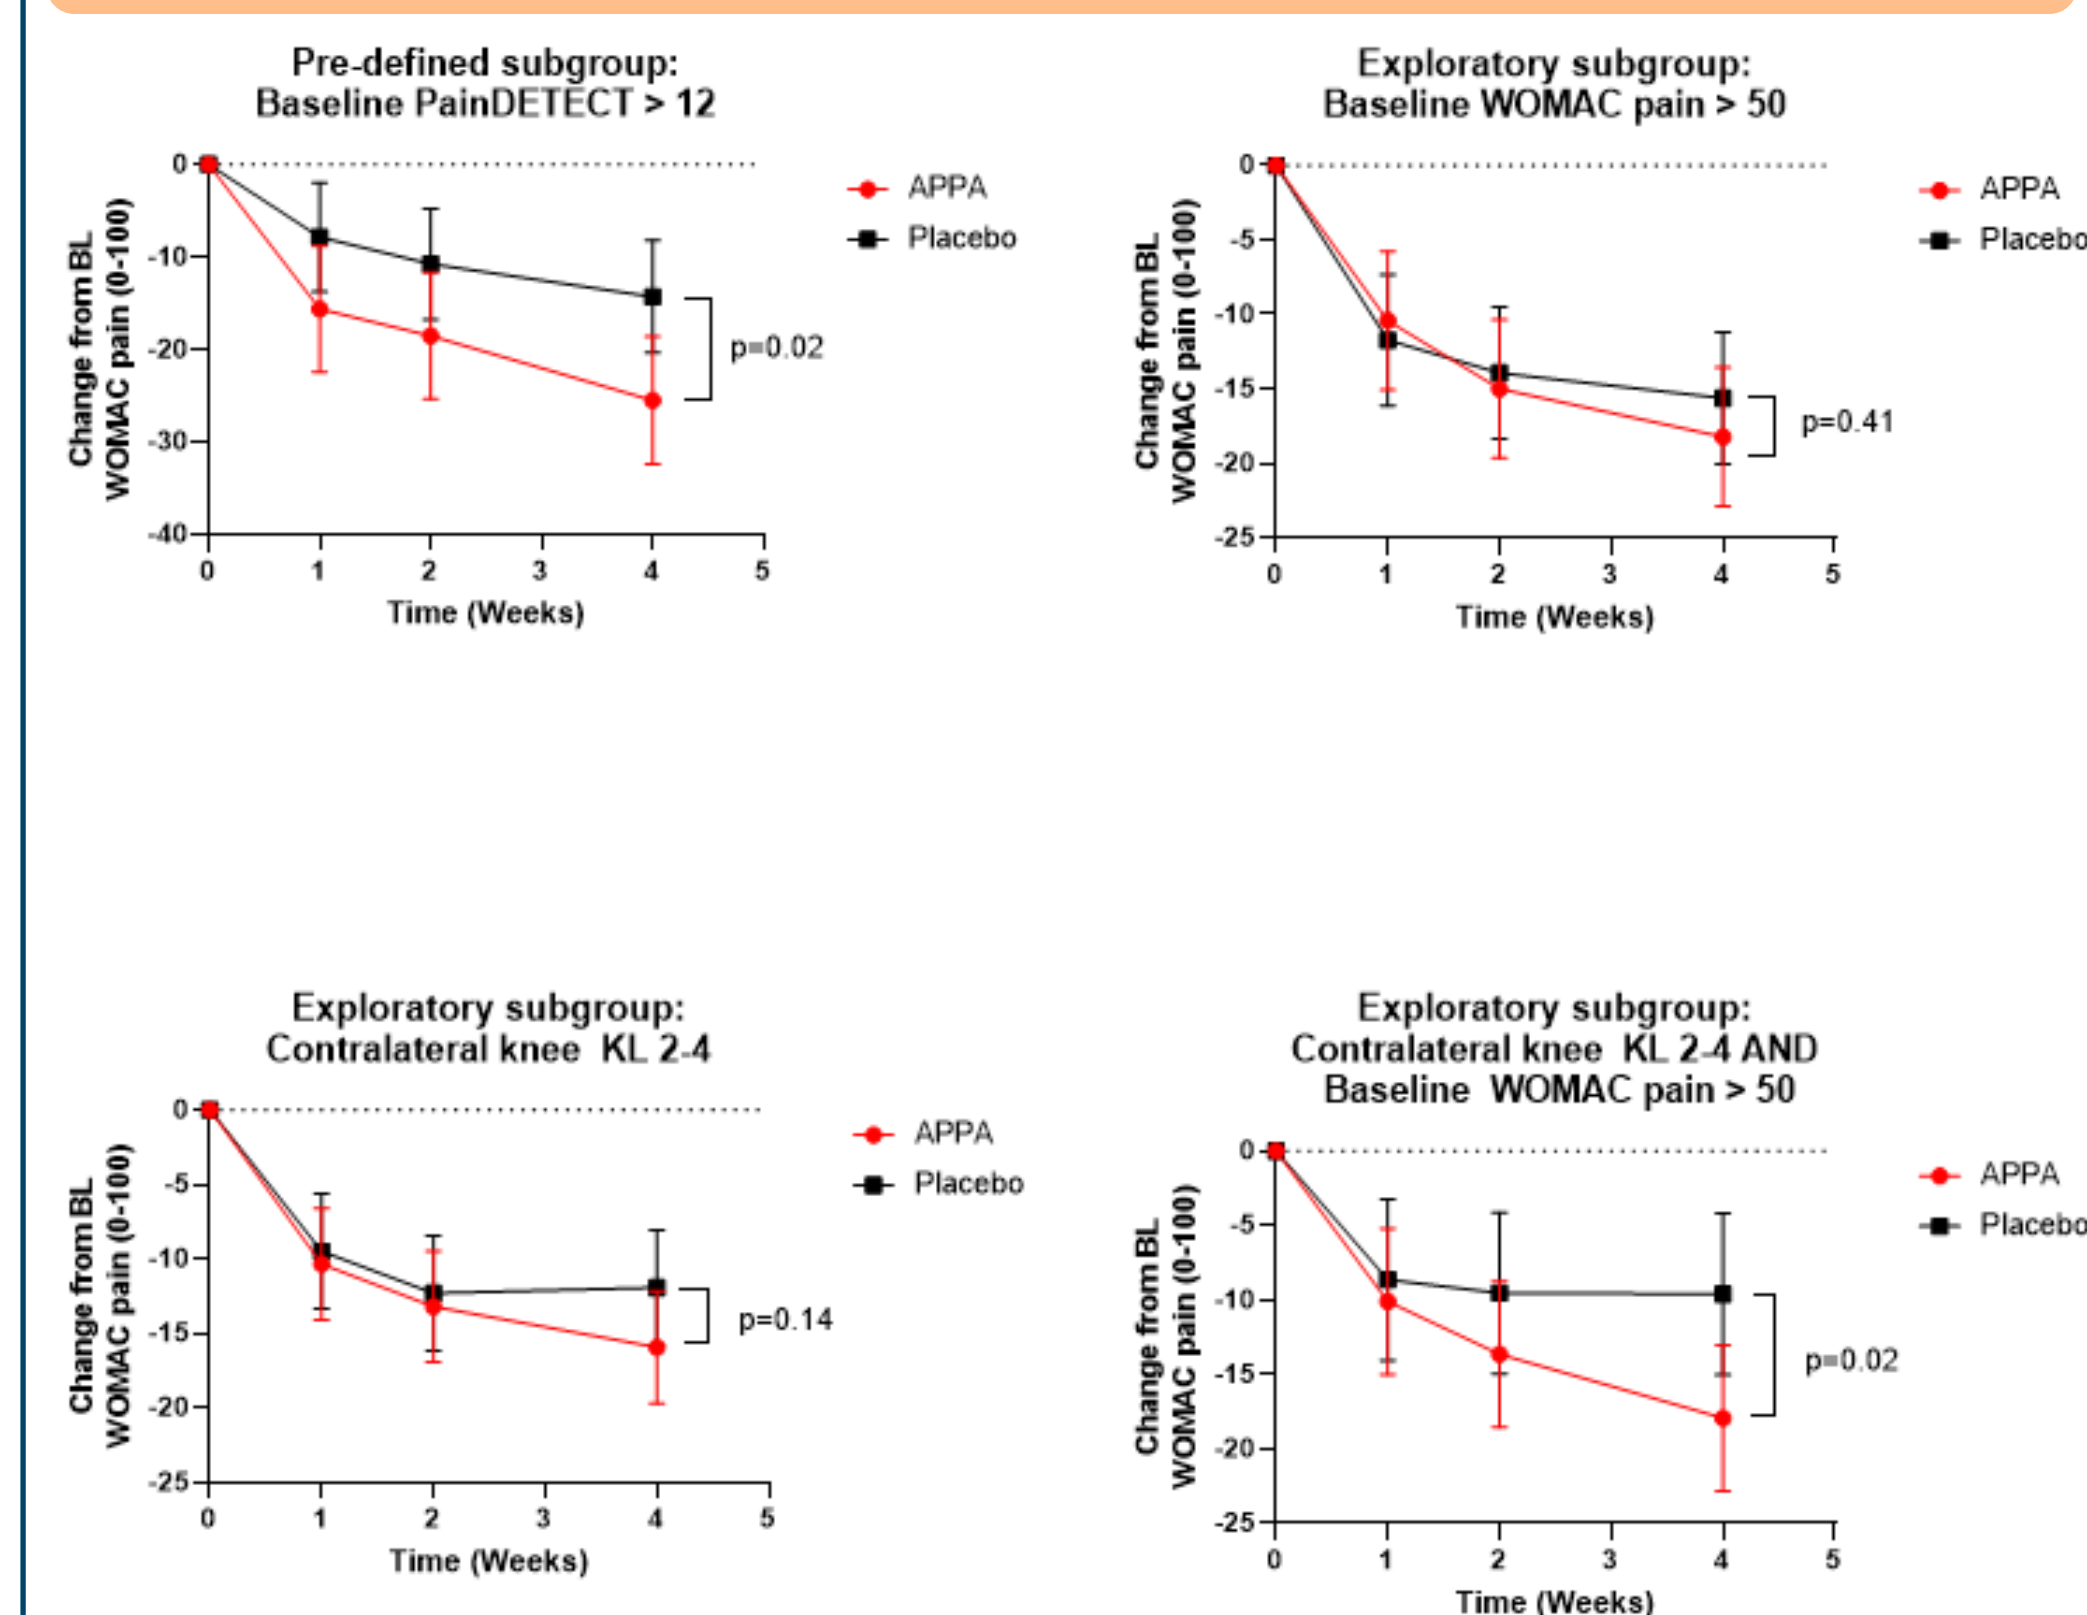 Pre-defined subgroup:
Baseline PainDETECT > 12
0
-10
-20
-30
-40
Change from BL
WOMAC pain (0-100)
0 1 2 3 4 5
Time (Weeks)
APPA
Placebo
p=0.02
Exploratory subgroup:
Baseline WOMAC pain > 50
0
-5
-10
-15
-20
-25
Change from BL
WOMAC pain (0-100)
0 1 2 3 4 5
Time (Weeks)
APPA
Placebo
p=0.41
Exploratory subgroup:
Contralateral knee KL 2-4
0
-5
-10
-15
-20
-25
Change from BL
WOMAC pain (0-100)
0 1 2 3 4 5
Time (Weeks)
APPA
Placebo
p=0.14
Exploratory subgroup:
Contralateral knee KL 2-4 AND
Baseline WOMAC pain > 50
0
-5
-10
-15
-20
-25
Change from BL
WOMAC pain (0-100)
0 1 2 3 4 5
Time (Weeks)
APPA
Placebo
p=0.02